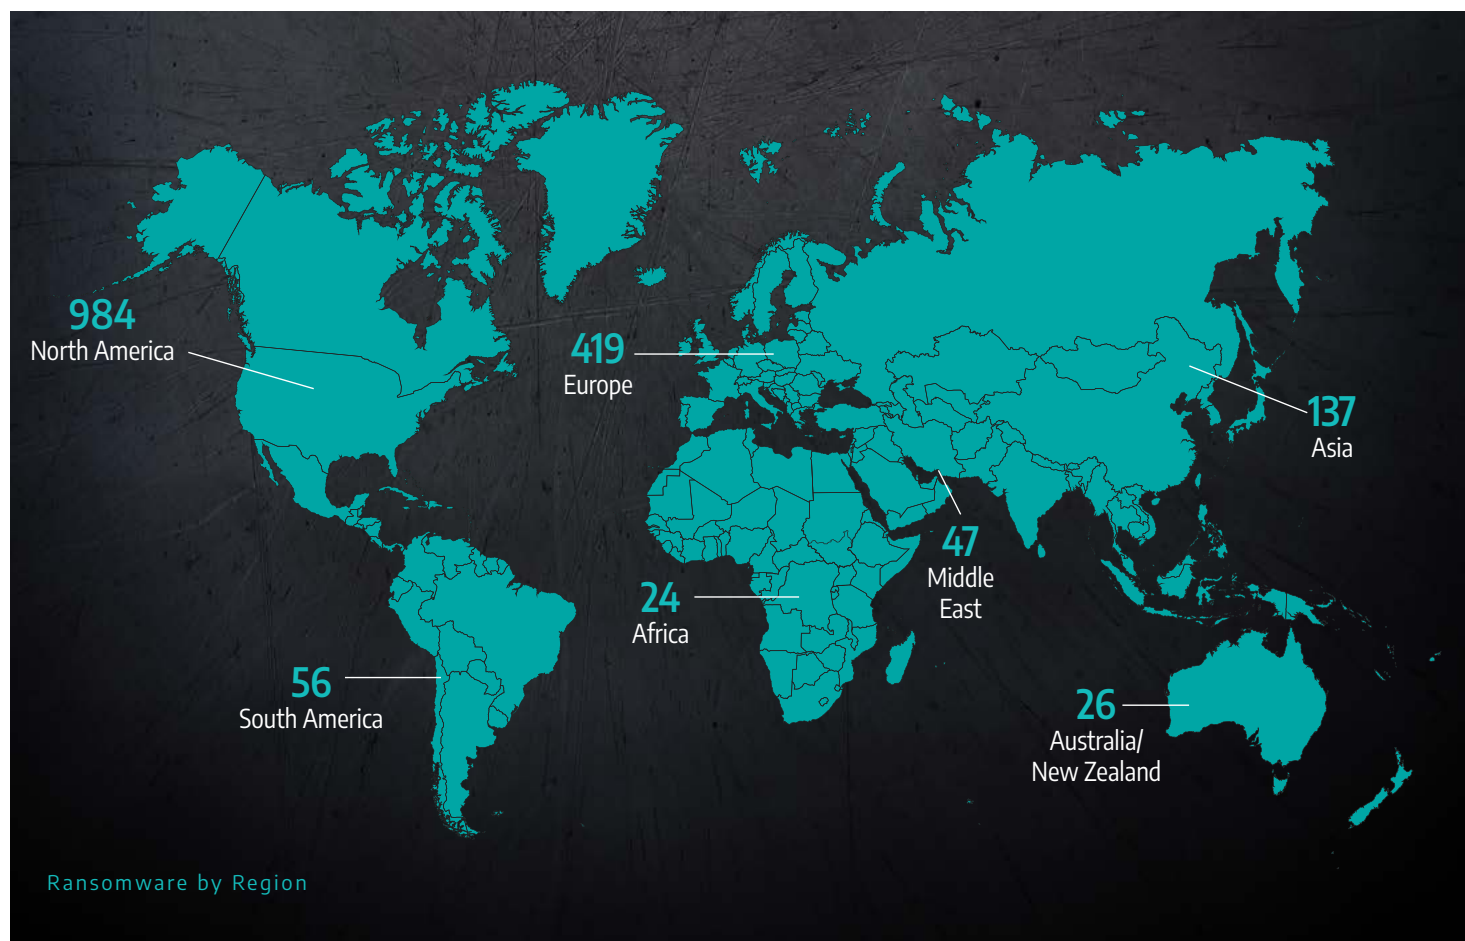 984
North America
419
Europe
137
Asia
47
Middle
East
24
Africa
56
South America
26
Australia/
New Zealand
Ransomware by Region